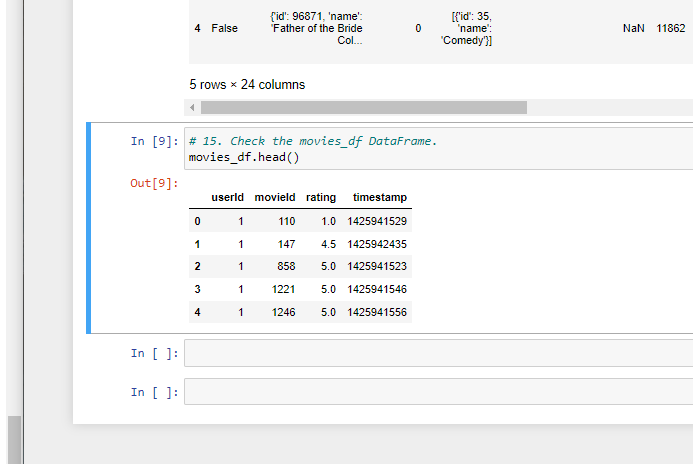 4 False {'id': 96871, 'name': 'Father of the Bride Col... 0 [{'id': 35, 'name': 'Comedy'}] NaN 11862
5 rows × 24 columns
In [9]: # 15. Check the movies_df DataFrame.
movies_df.head()
Out[9]:
userId movieId rating timestamp
0 1 110 1.0 1425941529
1 1 147 4.5 1425942435
2 1 858 5.0 1425941523
3 1 1221 5.0 1425941546
4 1 1246 5.0 1425941556
In [ ]:
In [ ]: